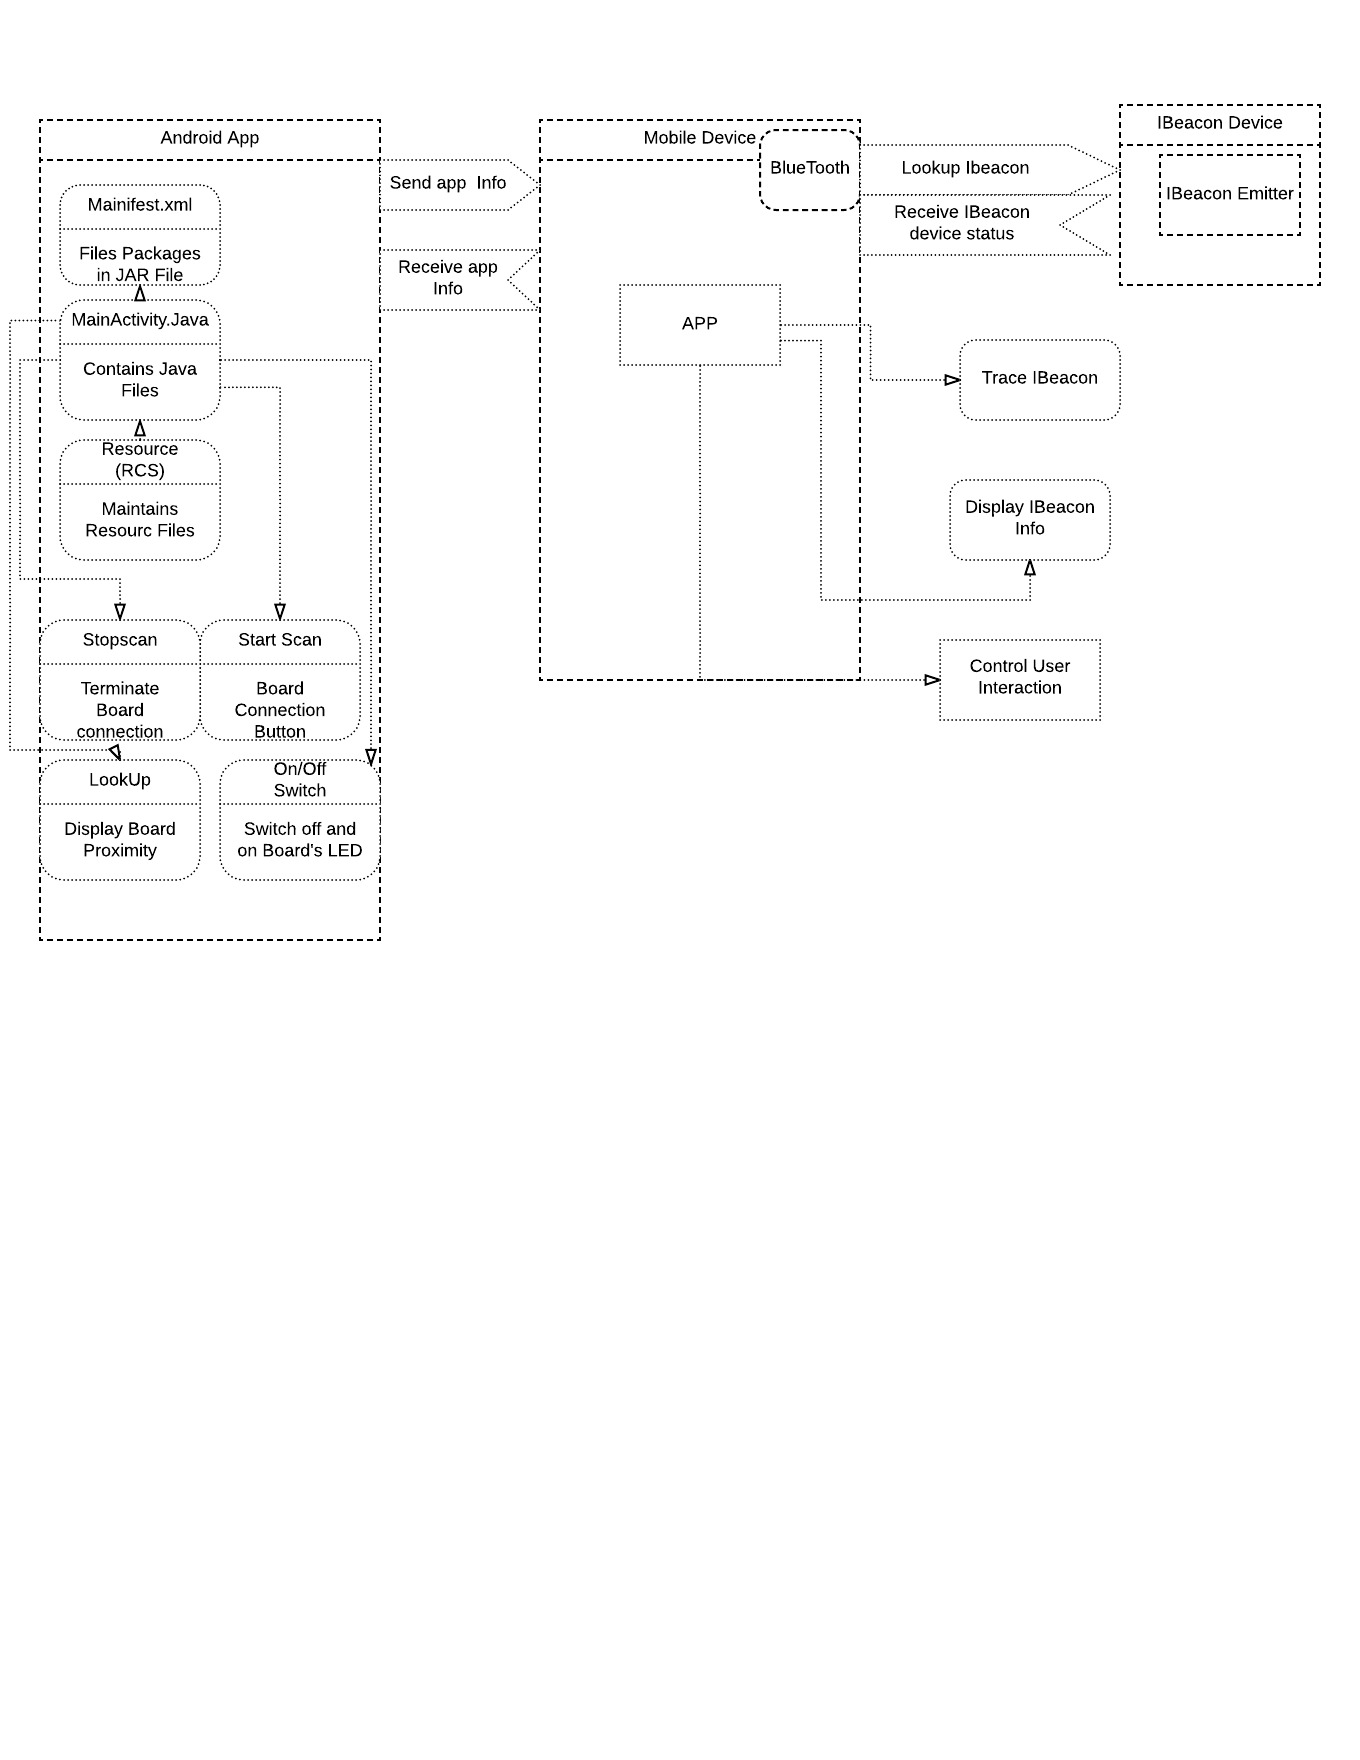 Android App
Mainifest.xml
Files Packages
in JAR File
MainActivity.Java
Contains Java
Files
Resource
(RCS)
Maintains
Resourc Files
Stopscan
Terminate
Board
connection
Start Scan
Board
Connection
Button
LookUp
Display Board
Proximity
On/Off
Switch
Switch off and
on Board's LED
Send app  Info
Receive app
Info
Mobile Device
BlueTooth
APP
Lookup Ibeacon
Receive IBeacon
device status
IBeacon Device
IBeacon Emitter
Trace IBeacon
Display IBeacon
Info
Control User
Interaction